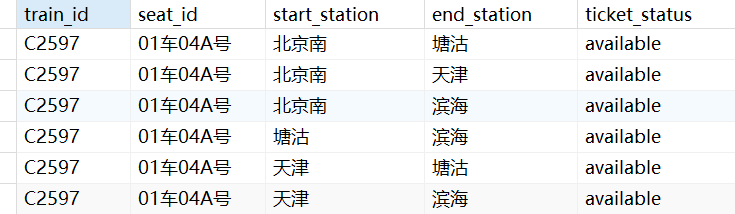 train_id seat_id start_station end_station ticket_status
C2597 01车04A号 北京南 塘沽 available
C2597 01车04A号 北京南 天津 available
C2597 01车04A号 北京南 滨海 available
C2597 01车04A号 塘沽 滨海 available
C2597 01车04A号 天津 塘沽 available
C2597 01车04A号 天津 滨海 available